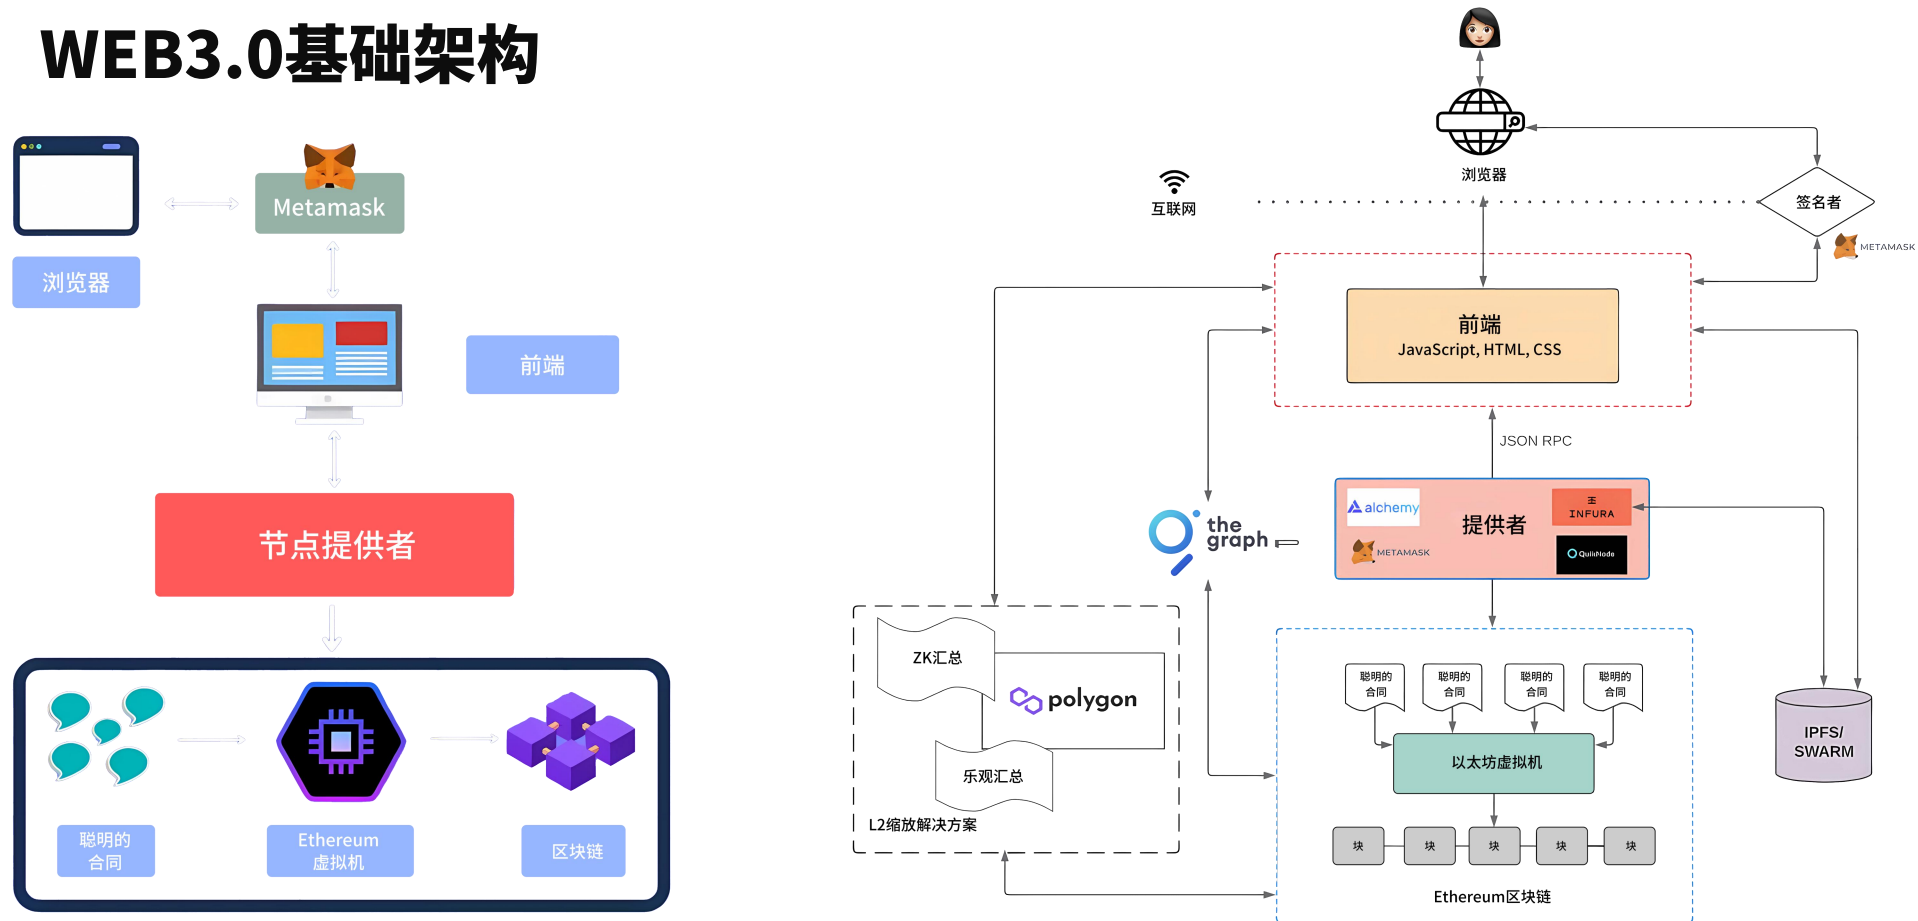 WEB3.0基础架构
Metamask
浏览器
前端
节点提供者
聪明的
合同
Ethereum
虚拟机
区块链
浏览器
互联网
签名者
METAMASK
前端
JavaScript, HTML, CSS
JSON RPC
alchemy
提供者
INFURA
METAMASK
QuikNode
the
graph
ZK汇总
polygon
乐观汇总
L2缩放解决方案
聪明的
合同
聪明的
合同
聪明的
合同
聪明的
合同
以太坊虚拟机
块
块
块
块
块
Ethereum区块链
IPFS/
SWARM